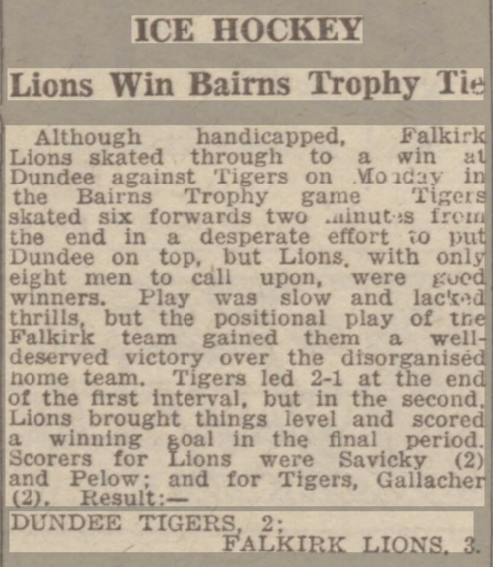 ICE HOCKEY
Lions Win Bairns Trophy Tie
Although handicapped, Falkirk
Lions skated through to a win at
Dundee against Tigers on Monday in
the Bairns Trophy game Tigers
skated six forwards two minutes from
the end in a desperate effort to put
Dundee on top, but Lions, with only
eight men to call upon, were good
winners. Play was slow and lacked
thrills, but the positional play of the
Falkirk team gained them a well-
deserved victory over the disorganised
home team. Tigers led 2-1 at the end
of the first interval, but in the second,
Lions brought things level and scored
a winning goal in the final period.
Scorers for Lions were Savicky (2)
and Pelow; and for Tigers, Gallacher
(2). Result:—
DUNDEE TIGERS, 2;
FALKIRK LIONS, 3.